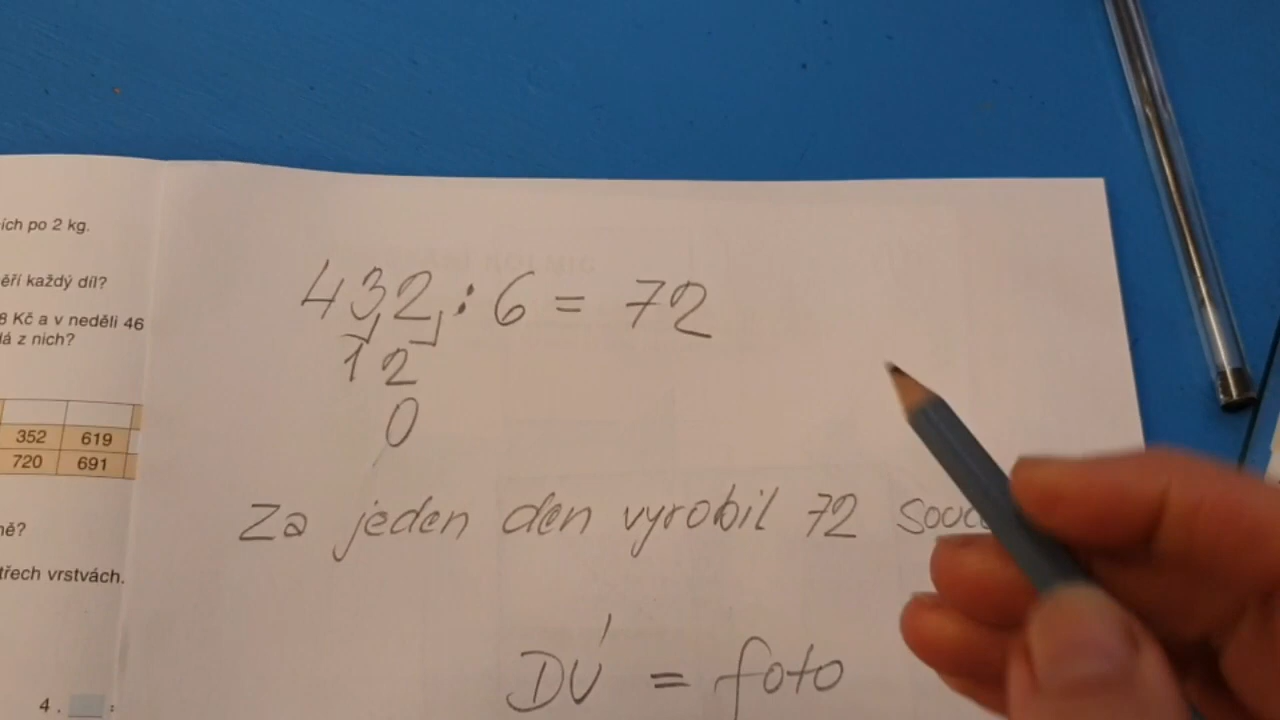 ích po 2 kg.
ěří každý díl?
8 Kč a v neděli 46
dá z nich?
352 619
720 691
ně?
třech vrstvách.
4 . :
432 : 6 = 72
12
0
Za jeden den vyrobil 72
DÚ = foto